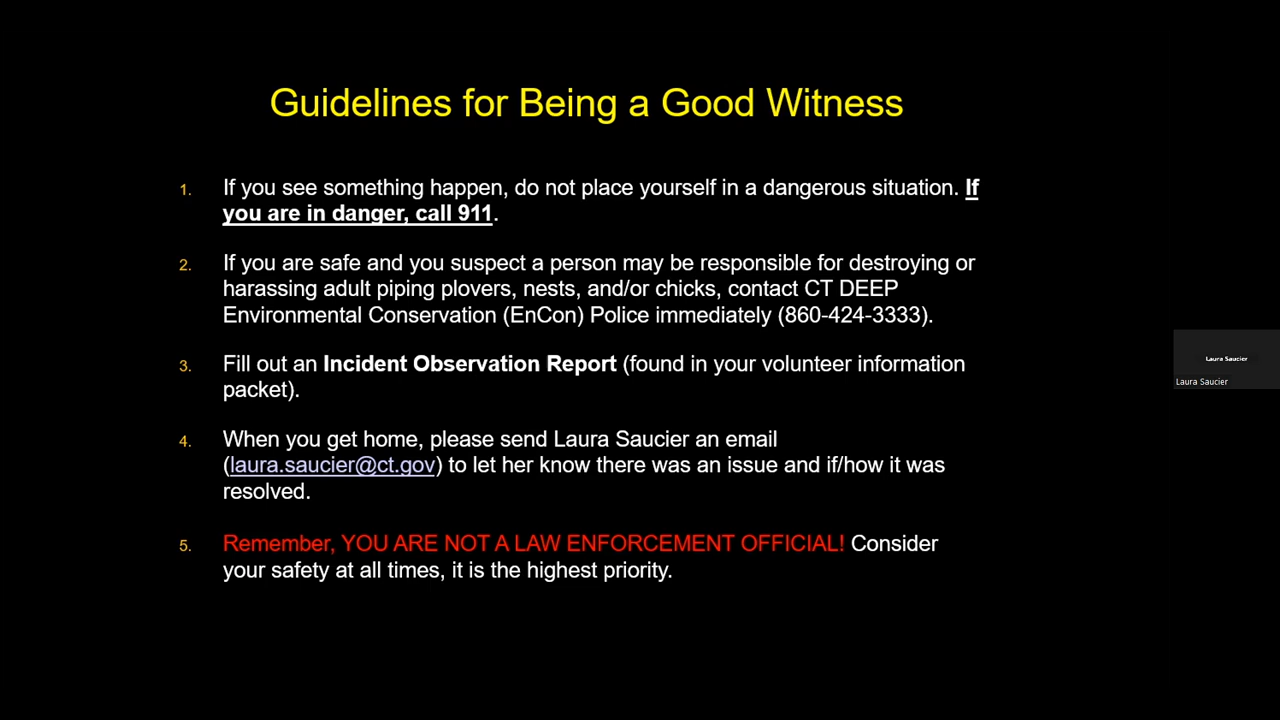 Guidelines for Being a Good Witness
1. If you see something happen, do not place yourself in a dangerous situation. If
you are in danger, call 911.
2. If you are safe and you suspect a person may be responsible for destroying or
harassing adult piping plovers, nests, and/or chicks, contact CT DEEP
Environmental Conservation (EnCon) Police immediately (860-424-3333).
3. Fill out an Incident Observation Report (found in your volunteer information
packet).
4. When you get home, please send Laura Saucier an email
(laura.saucier@ct.gov) to let her know there was an issue and if/how it was
resolved.
5. Remember, YOU ARE NOT A LAW ENFORCEMENT OFFICIAL! Consider
your safety at all times, it is the highest priority.
Laura Saucier
Laura Saucier